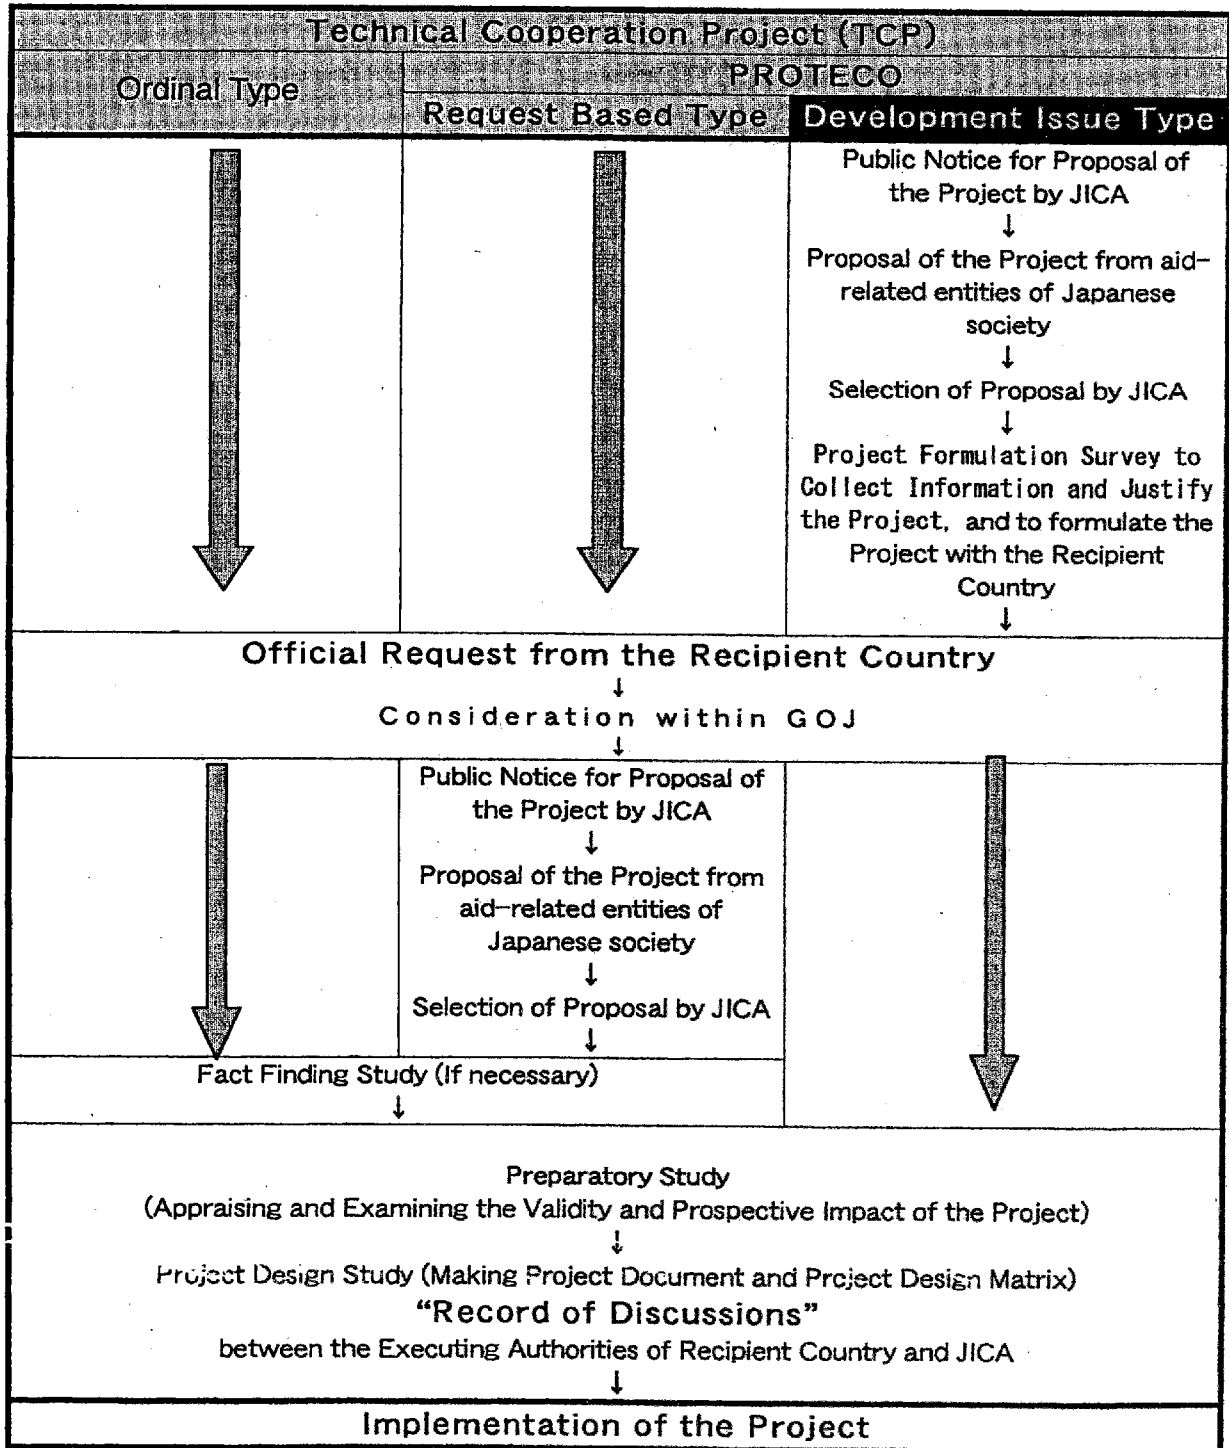 Technical Cooperation Project (TCP)
Ordinal Type
PROTECO
Request Based Type
Development Issue Type
Public Notice for Proposal of
the Project by JICA
↓
Proposal of the Project from aid-
related entities of Japanese
society
↓
Selection of Proposal by JICA
↓
Project Formulation Survey to
Collect Information and Justify
the Project, and to formulate the
Project with the Recipient
Country
↓
Official Request from the Recipient Country
↓
Consideration within GOJ
↓
Public Notice for Proposal of
the Project by JICA
↓
Proposal of the Project from
aid-related entities of
Japanese society
↓
Selection of Proposal by JICA
↓
Fact Finding Study (If necessary)
↓
Preparatory Study
(Appraising and Examining the Validity and Prospective Impact of the Project)
↓
Project Design Study (Making Project Document and Project Design Matrix)
“Record of Discussions”
between the Executing Authorities of Recipient Country and JICA
↓
Implementation of the Project